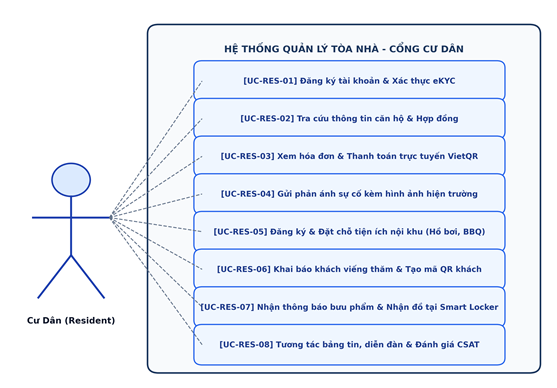 HỆ THỐNG QUẢN LÝ TÒA NHÀ - CỔNG CƯ DÂN
[UC-RES-01] Đăng ký tài khoản & Xác thực eKYC
[UC-RES-02] Tra cứu thông tin căn hộ & Hợp đồng
[UC-RES-03] Xem hóa đơn & Thanh toán trực tuyến VietQR
[UC-RES-04] Gửi phản ánh sự cố kèm hình ảnh hiện trường
[UC-RES-05] Đăng ký & Đặt chỗ tiện ích nội khu (Hồ bơi, BBQ)
[UC-RES-06] Khai báo khách viếng thăm & Tạo mã QR khách
[UC-RES-07] Nhận thông báo bưu phẩm & Nhận đồ tại Smart Locker
[UC-RES-08] Tương tác bảng tin, diễn đàn & Đánh giá CSAT
Cư Dân (Resident)